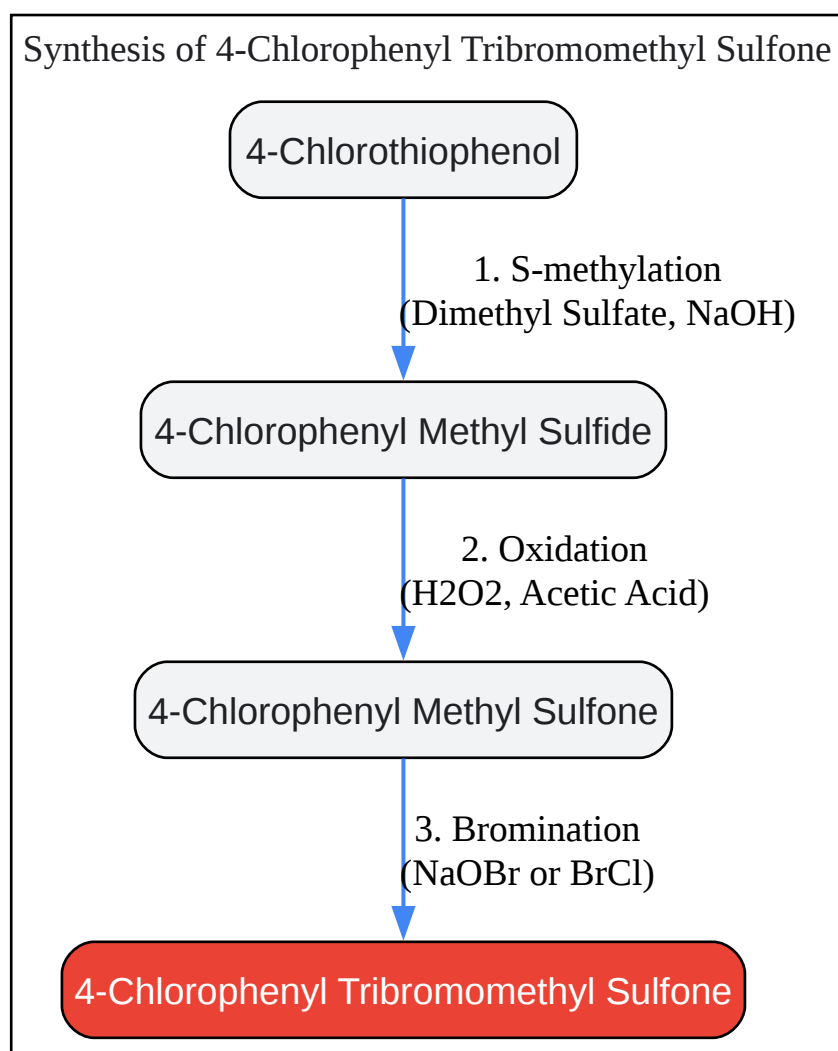 Synthesis of 4-Chlorophenyl Tribromomethyl Sulfone
4-Chlorothiophenol
1. S-methylation
(Dimethyl Sulfate, NaOH)
4-Chlorophenyl Methyl Sulfide
2. Oxidation
(H2O2, Acetic Acid)
4-Chlorophenyl Methyl Sulfone
3. Bromination
(NaOBr or BrCl)
4-Chlorophenyl Tribromomethyl Sulfone